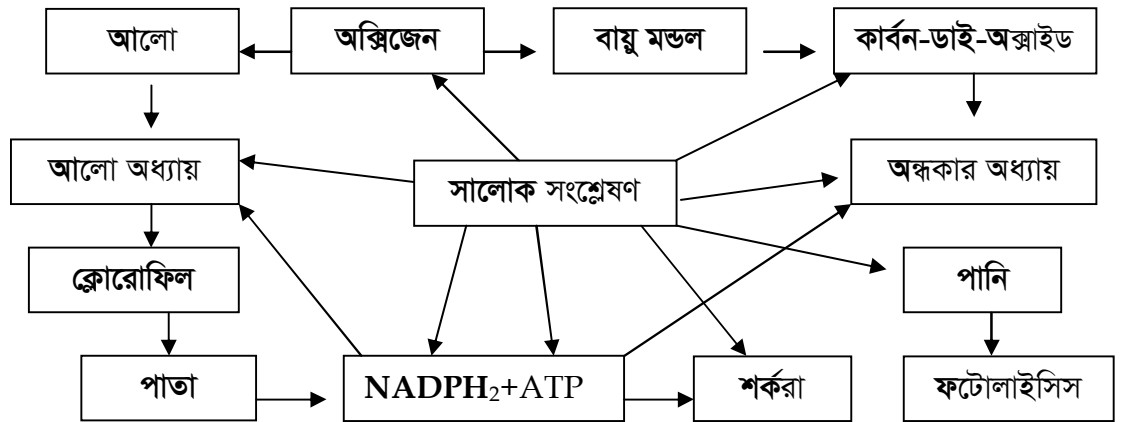 আলো
অক্সিজেন
বায়ু মন্ডল
কার্বন-ডাই-অক্সাইড
আলো অধ্যায়
সালোক সংশ্লেষণ
অন্ধকার অধ্যায়
ক্লোরোফিল
পানি
পাতা
NADPH₂+ATP
শর্করা
ফটোলাইসিস